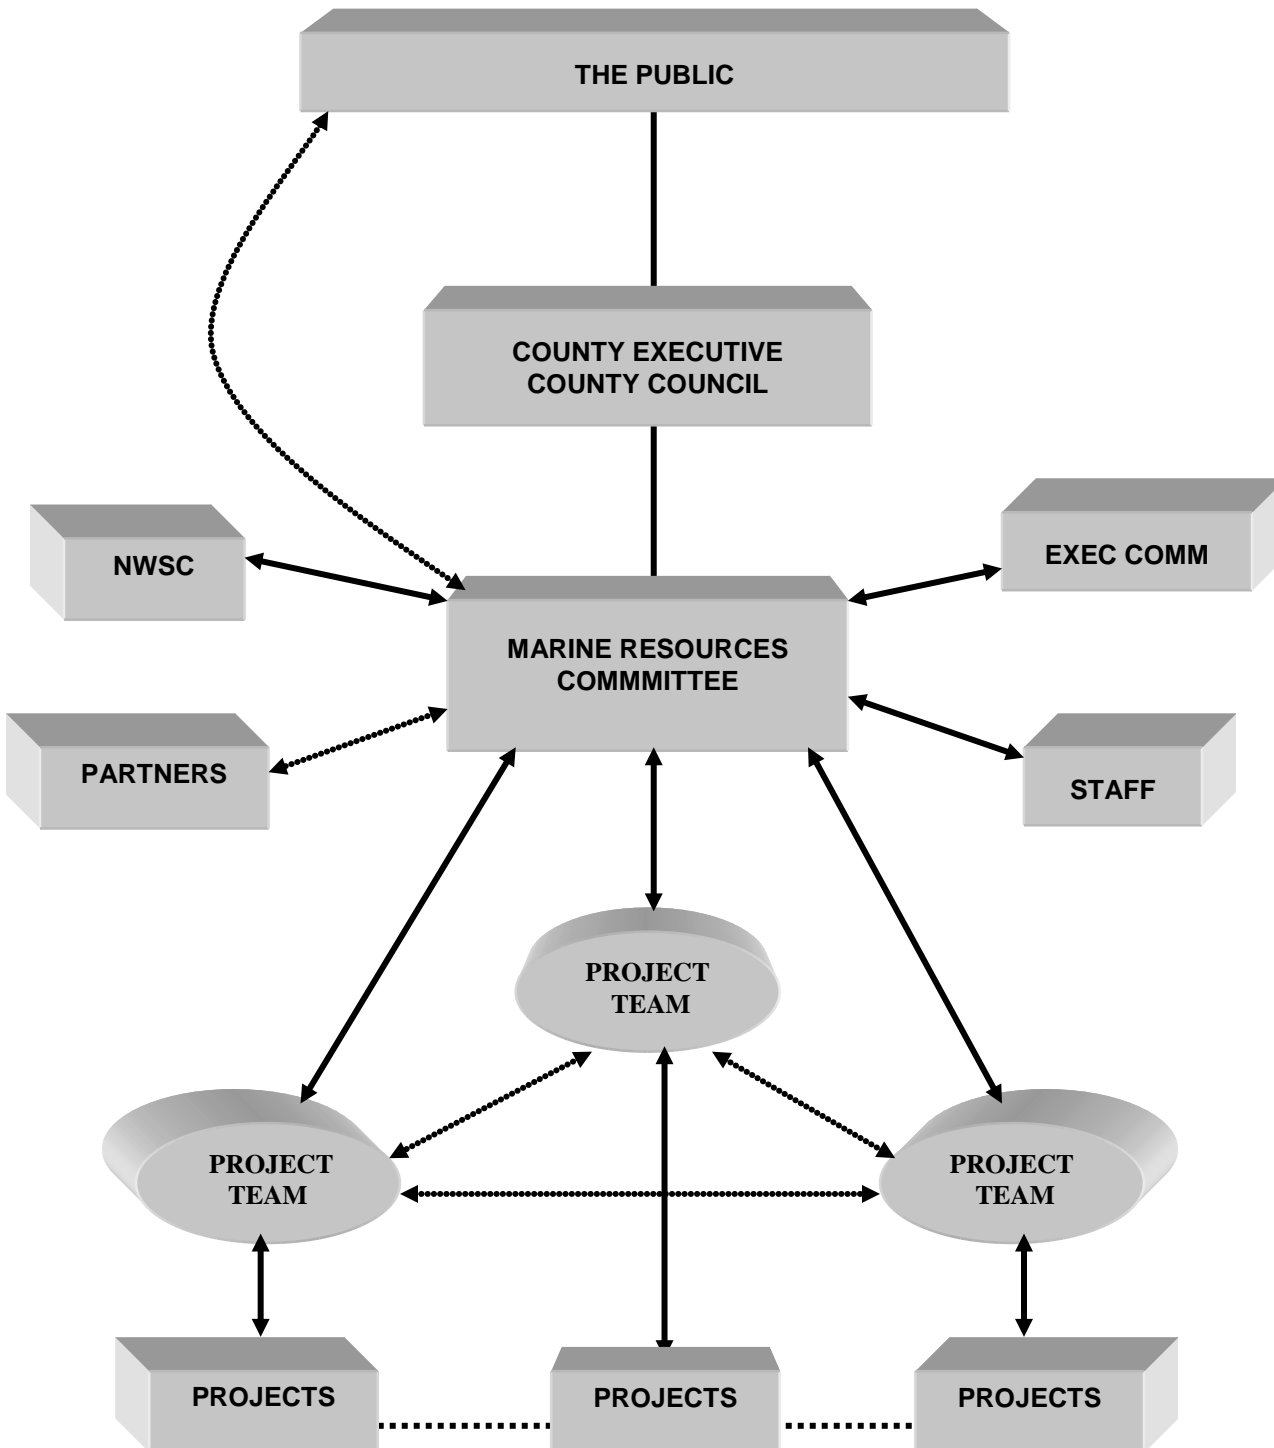 THE PUBLIC
COUNTY EXECUTIVE
COUNTY COUNCIL
NWSC
EXEC COMM
MARINE RESOURCES
COMMMITTEE
PARTNERS
STAFF
PROJECT
TEAM
PROJECT
TEAM
PROJECT
TEAM
PROJECTS
PROJECTS
PROJECTS